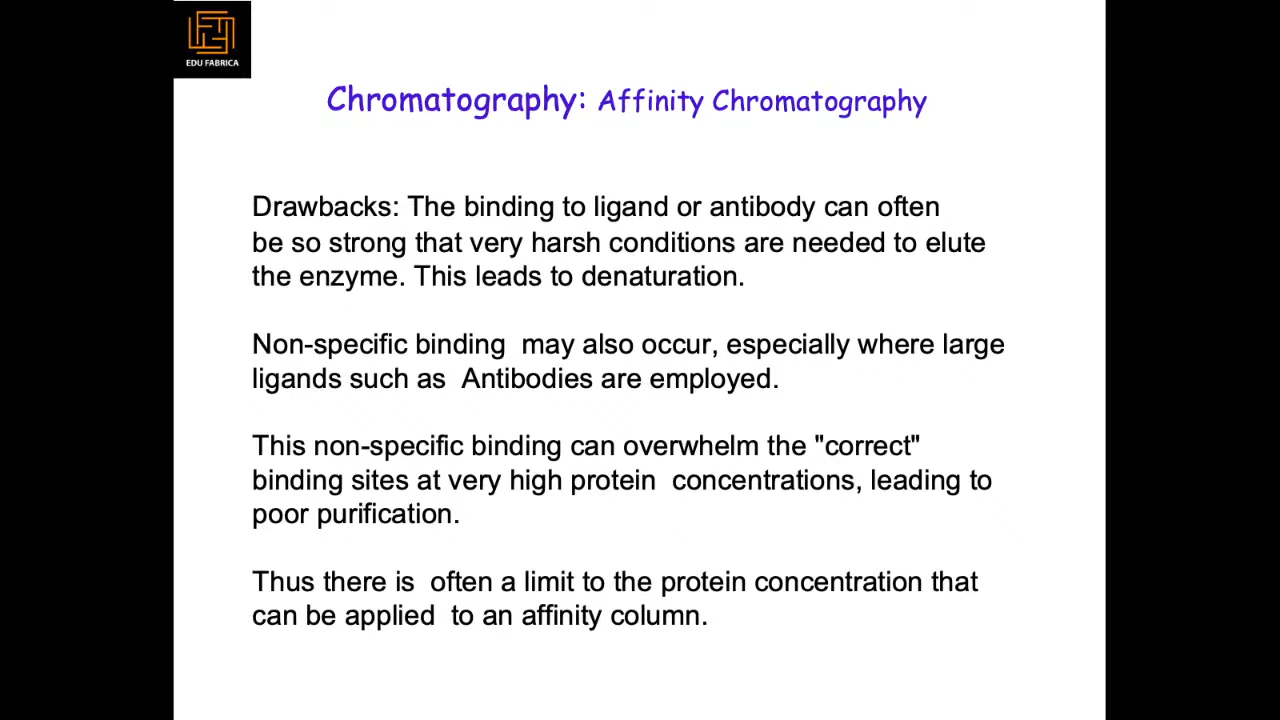 EDU FABRICA
Chromatography: Affinity Chromatography
Drawbacks: The binding to ligand or antibody can often
be so strong that very harsh conditions are needed to elute
the enzyme. This leads to denaturation.
Non-specific binding  may also occur, especially where large
ligands such as  Antibodies are employed.
This non-specific binding can overwhelm the "correct"
binding sites at very high protein  concentrations, leading to
poor purification.
Thus there is  often a limit to the protein concentration that
can be applied  to an affinity column.